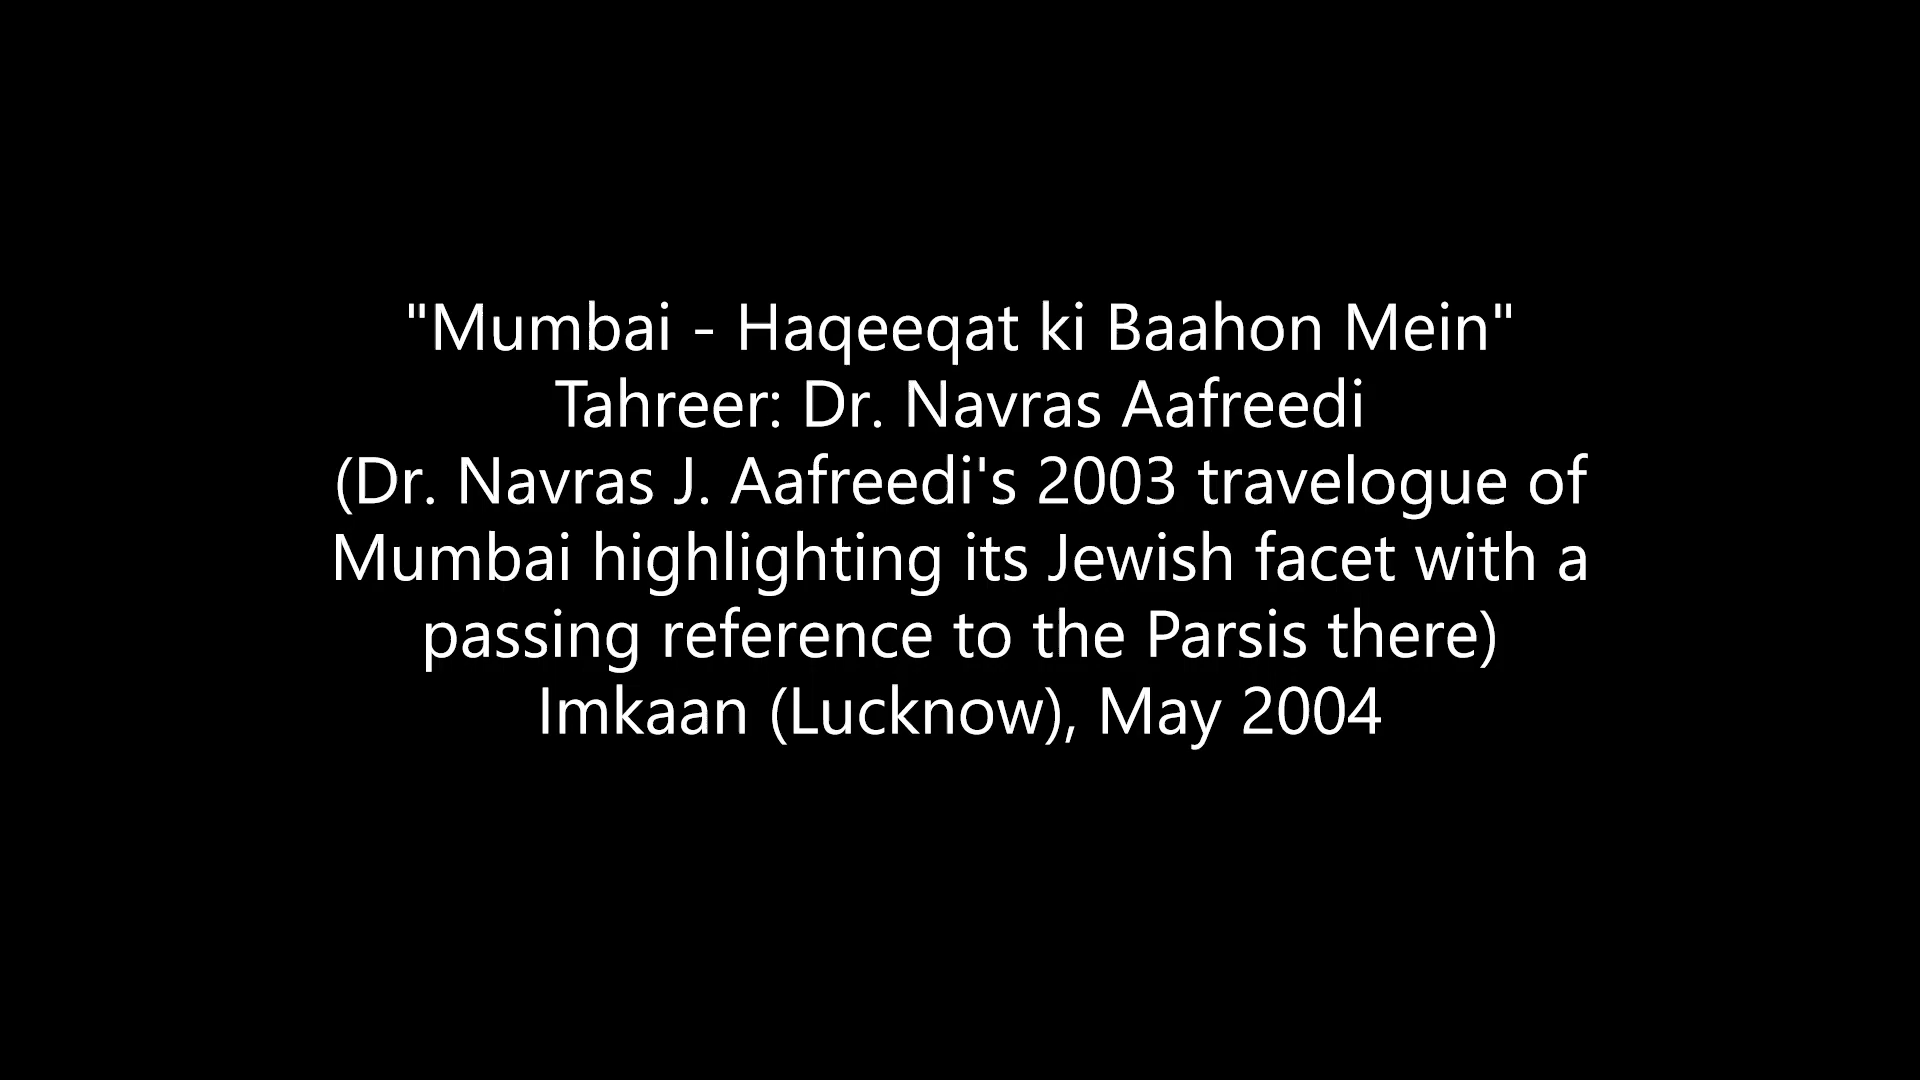 "Mumbai - Haqeeqat ki Baahon Mein"
Tahreer: Dr. Navras Aafreedi
(Dr. Navras J. Aafreedi's 2003 travelogue of
Mumbai highlighting its Jewish facet with a
passing reference to the Parsis there)
Imkaan (Lucknow), May 2004